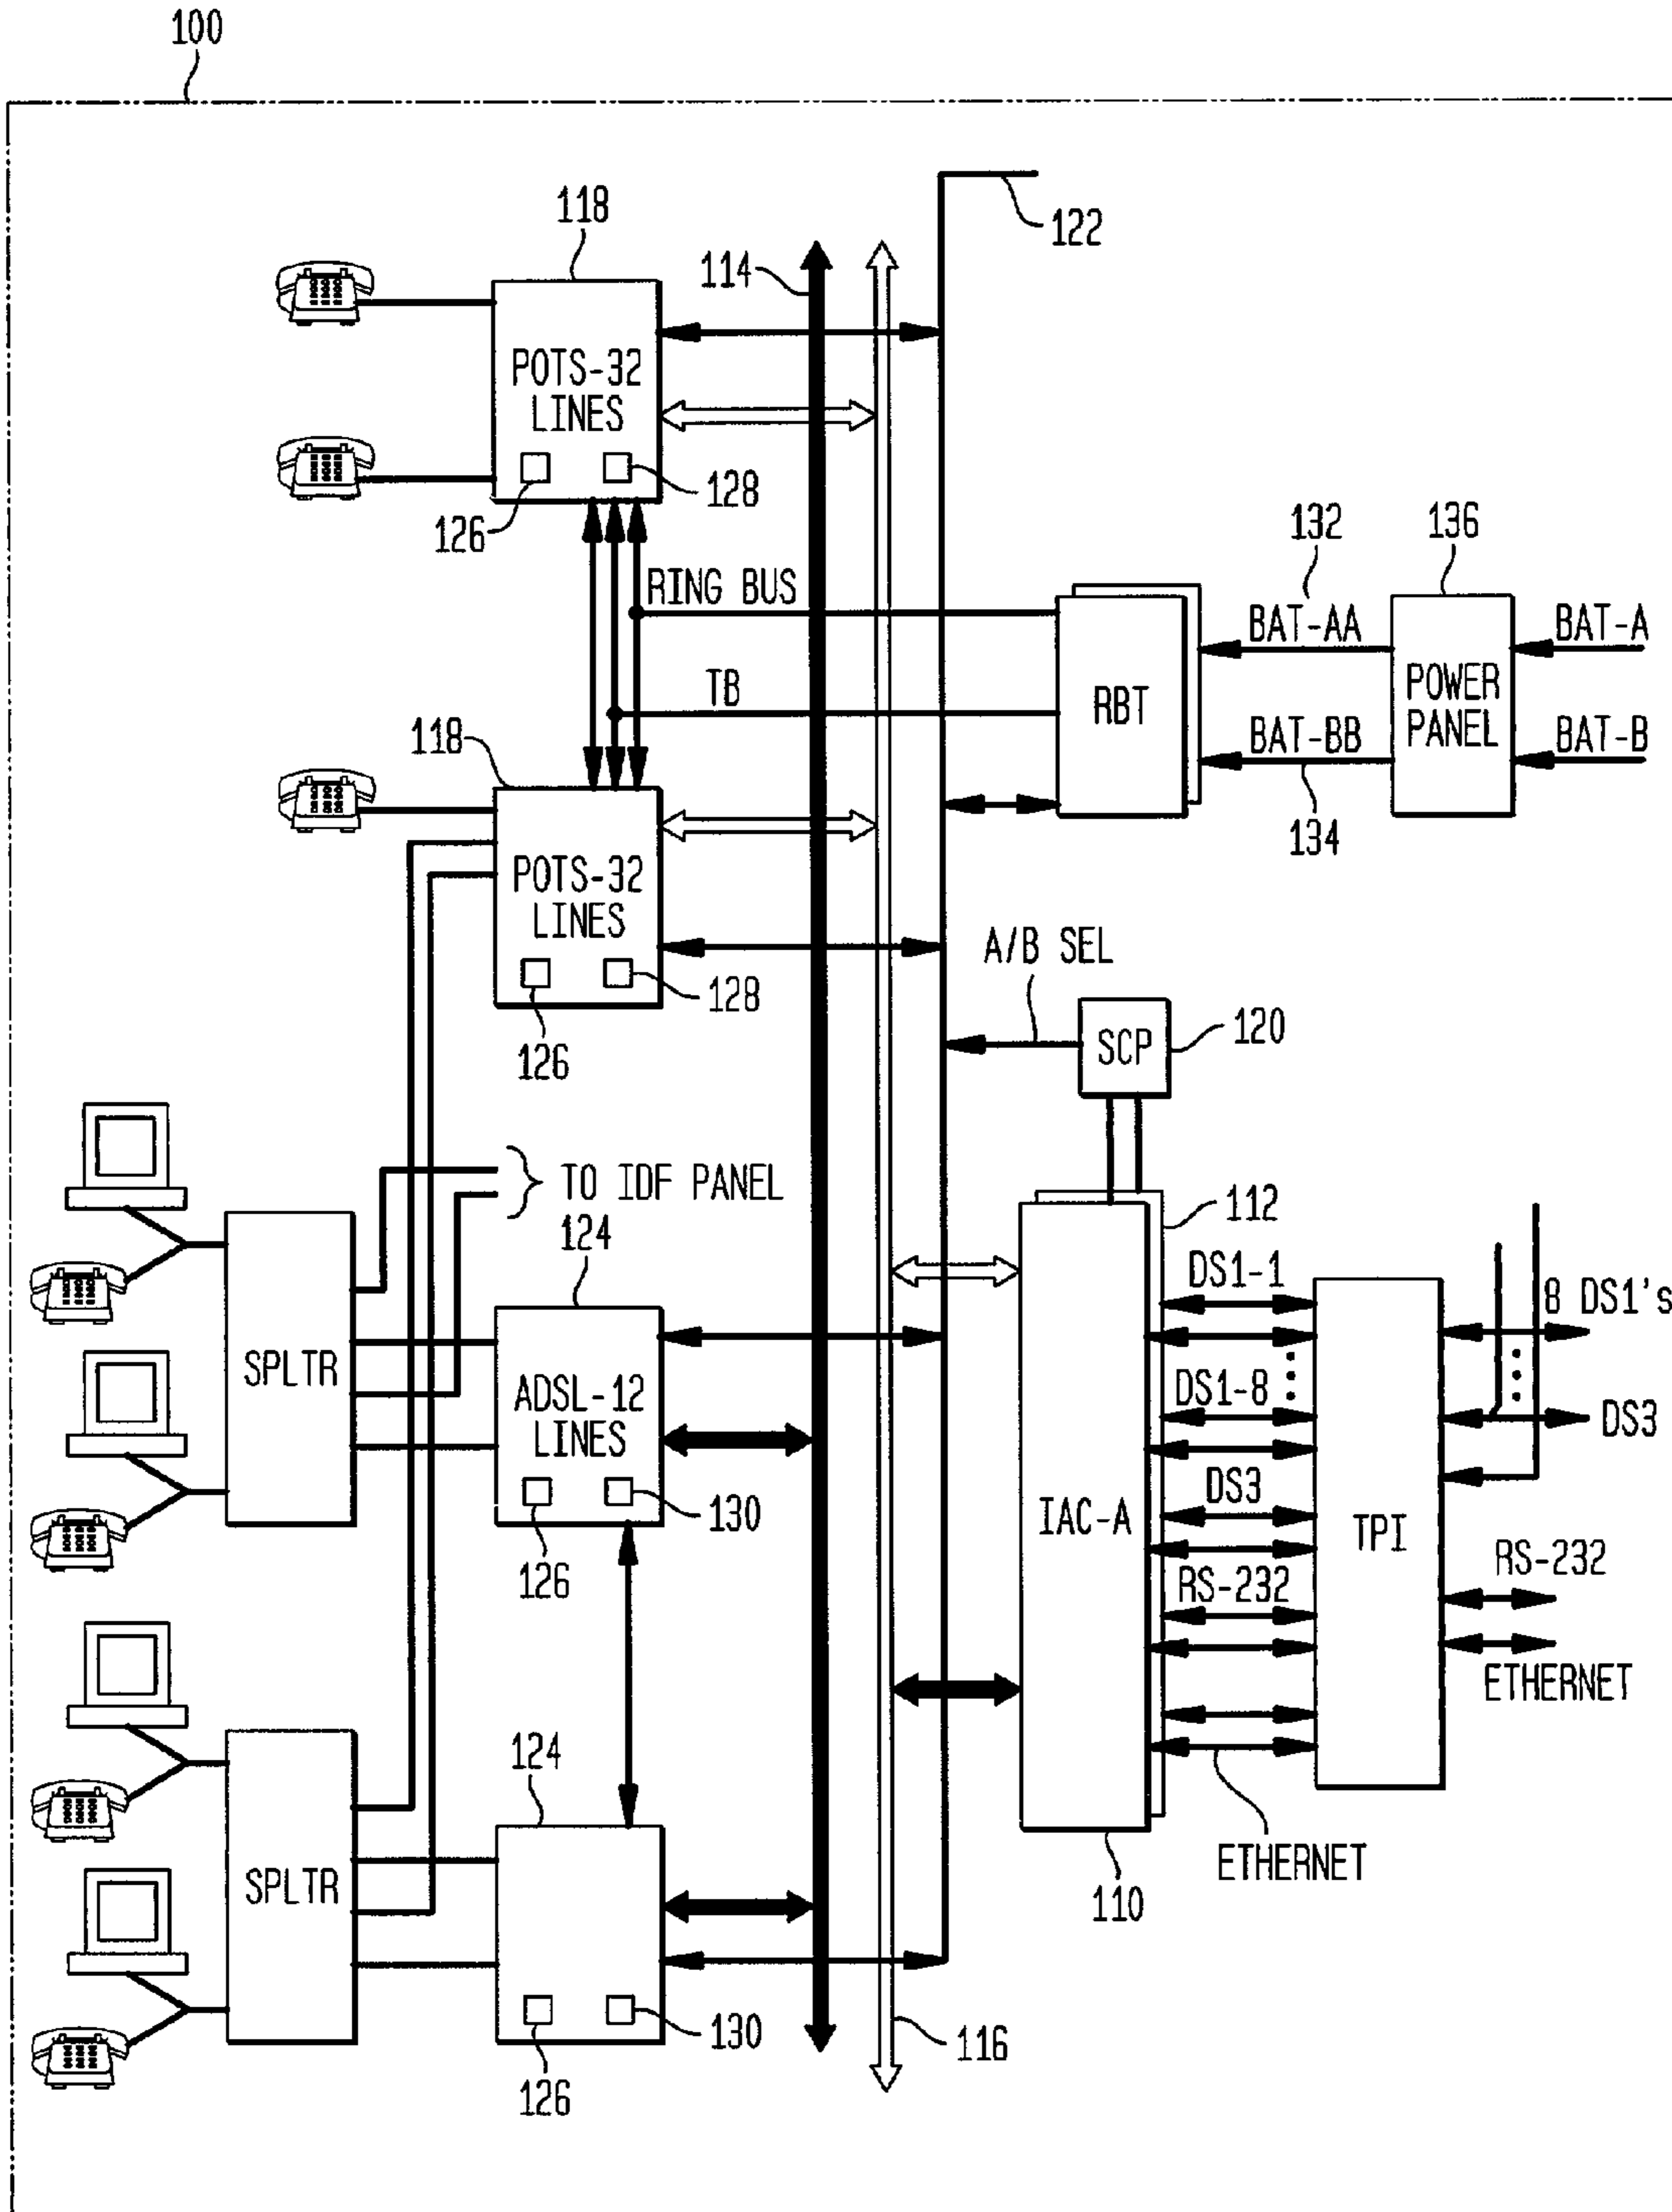 100
118
114
122
POTS-32
LINES
126
128
132
136
RING BUS
BAT-AA
BAT-A
RBT
POWER
PANEL
TB
BAT-BB
BAT-B
134
118
POTS-32
LINES
126
128
A/B SEL
SCP
120
TO IDF PANEL
124
112
DS1-1
8 DS1's
SPLTR
ADSL-12
LINES
DS1-8
DS3
126
130
IAC-A
DS3
TPI
RS-232
RS-232
ETHERNET
124
SPLTR
ETHERNET
110
126
130
116